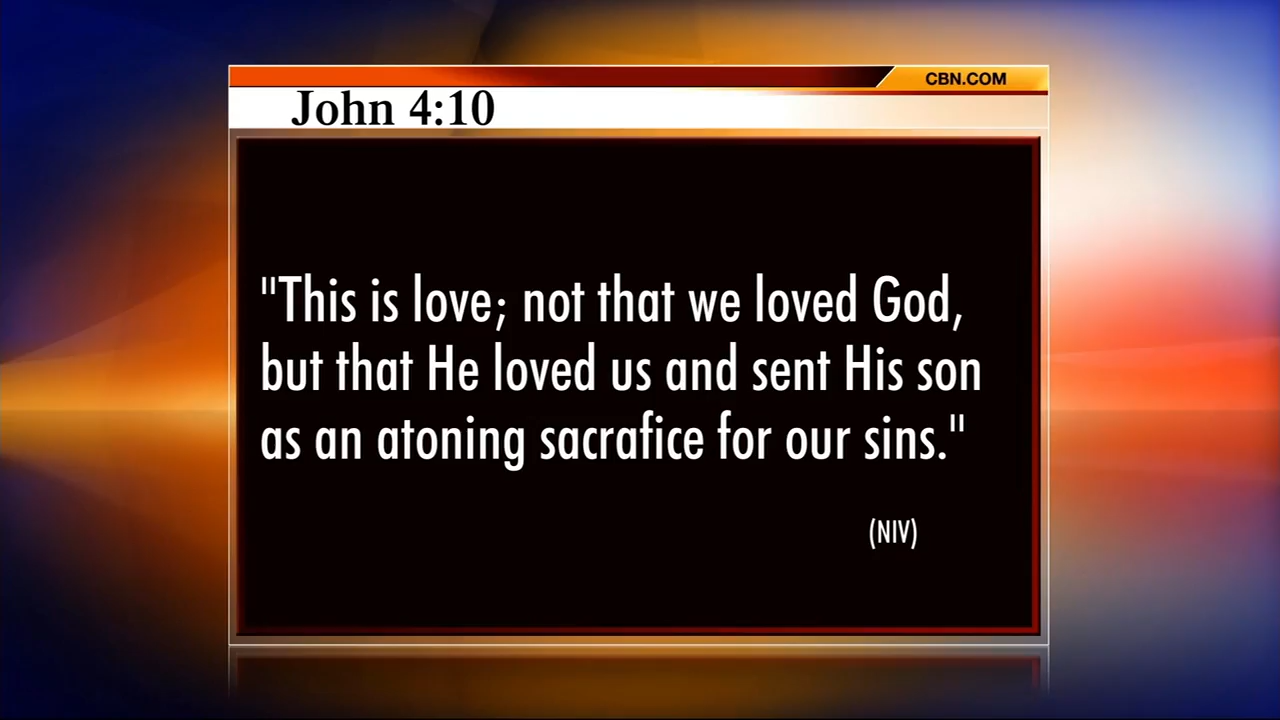 CBN.COM
John 4:10
"This is love; not that we loved God,
but that He loved us and sent His son
as an atoning sacrafice for our sins."
(NIV)